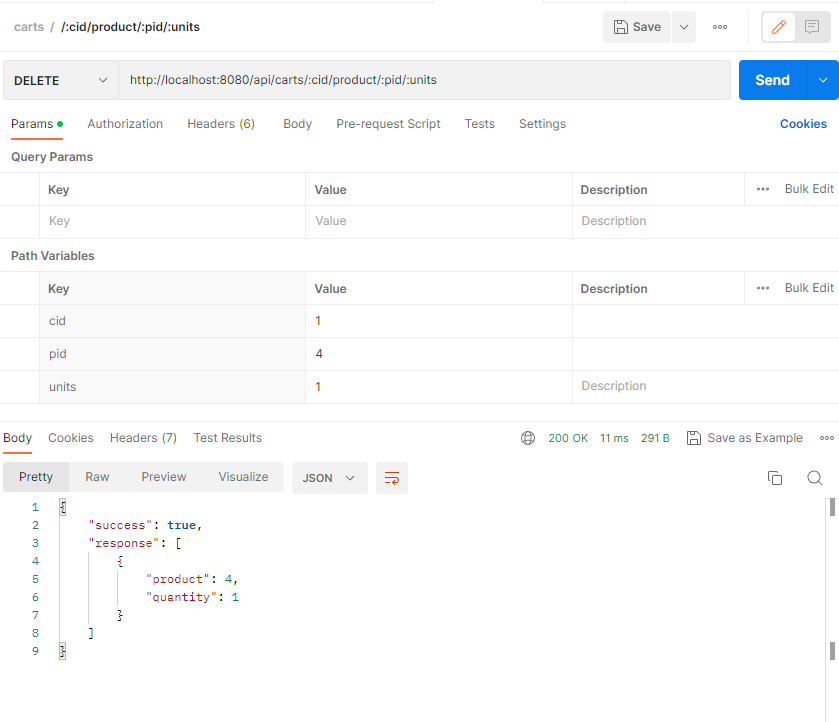 carts / /:cid/product/:pid/:units Save
DELETE http://localhost:8080/api/carts/:cid/product/:pid/:units Send
Params Authorization Headers (6) Body Pre-request Script Tests Settings Cookies
Query Params
Key Value Description Bulk Edit
Key Value Description
Path Variables
Key Value Description Bulk Edit
cid 1
pid 4
units 1 Description
Body Cookies Headers (7) Test Results 200 OK 11 ms 291 B Save as Example
Pretty Raw Preview Visualize JSON
1 {
2 "success": true,
3 "response": [
4 {
5 "product": 4,
6 "quantity": 1
7 }
8 ]
9 }